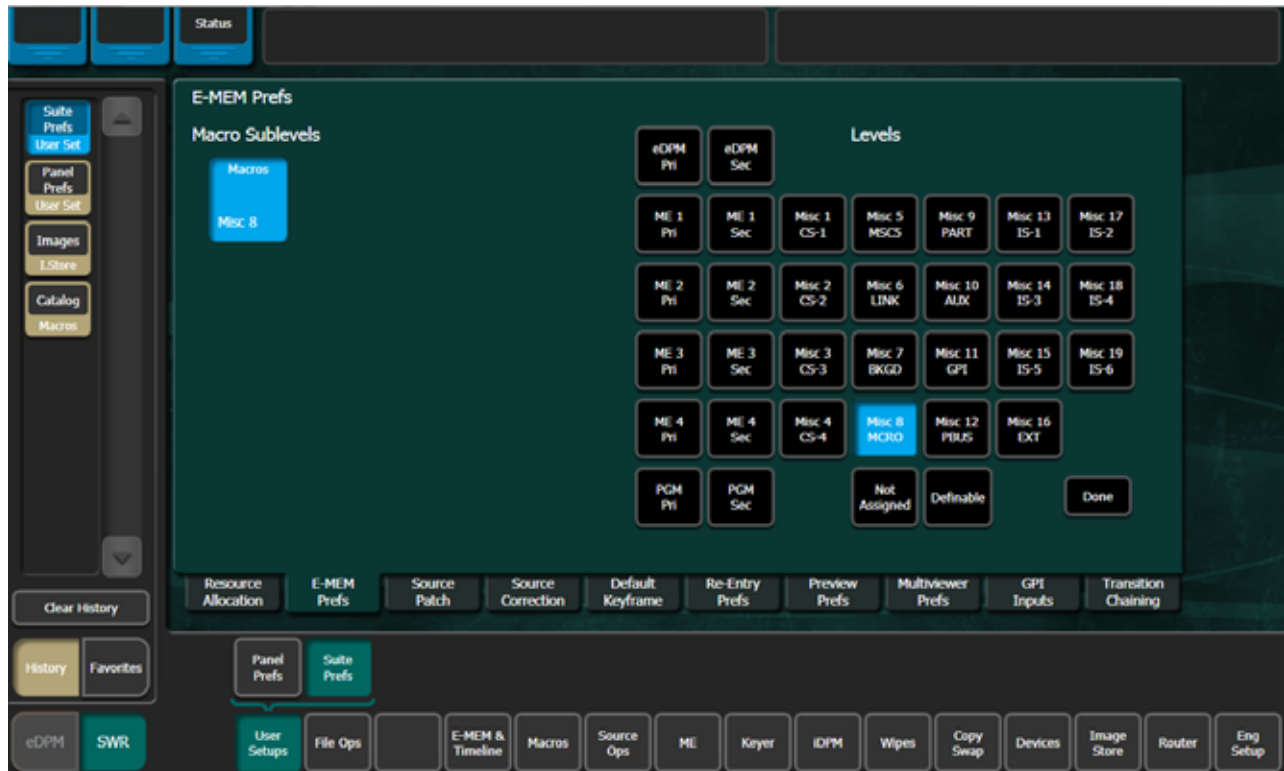 Status
E-MEM Prefs
Macro Sublevels
Levels
Suite
Prefs
User Set
Panel
Prefs
User Set
Images
I.Store
Catalog
Macros
Clear History
History
Favorites
eDPM
SWR
Macros
Misc 8
eDPM
Pri
eDPM
Sec
ME 1
Pri
ME 1
Sec
Misc 1
CS-1
Misc 5
MSC5
Misc 9
PART
Misc 13
IS-1
Misc 17
IS-2
ME 2
Pri
ME 2
Sec
Misc 2
CS-2
Misc 6
LINK
Misc 10
AUX
Misc 14
IS-3
Misc 18
IS-4
ME 3
Pri
ME 3
Sec
Misc 3
CS-3
Misc 7
BKGD
Misc 11
GPI
Misc 15
IS-5
Misc 19
IS-6
ME 4
Pri
ME 4
Sec
Misc 4
CS-4
Misc 8
MCRO
Misc 12
PBUS
Misc 16
EXT
PGM
Pri
PGM
Sec
Not
Assigned
Definable
Done
Resource
Allocation
E-MEM
Prefs
Source
Patch
Source
Correction
Default
Keyframe
Re-Entry
Prefs
Preview
Prefs
Multiviewer
Prefs
GPI
Inputs
Transition
Chaining
Panel
Prefs
Suite
Prefs
User
Setups
File Ops
E-MEM &
Timeline
Macros
Source
Ops
ME
Keyer
iDPM
Wipes
Copy
Swap
Devices
Image
Store
Router
Eng
Setup